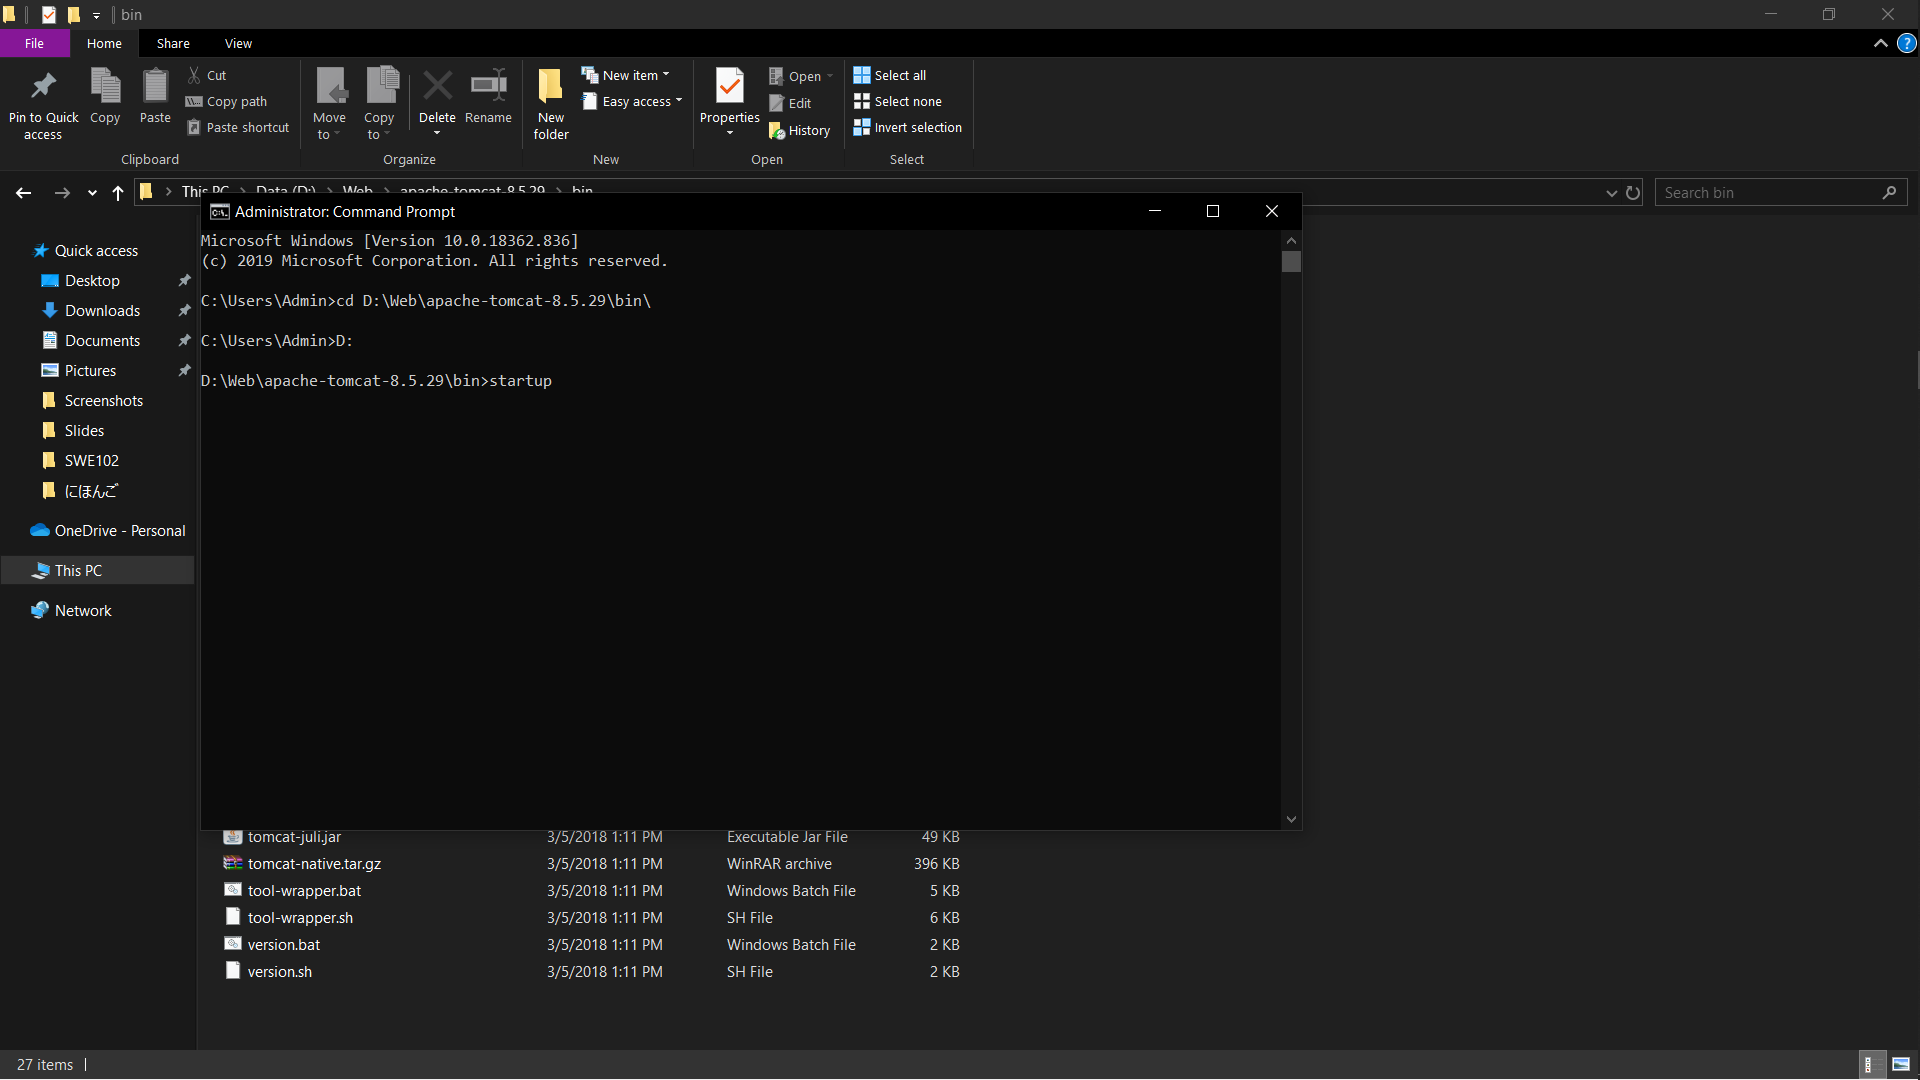 bin
File Home Share View
Pin to Quick access
Copy
Paste
Cut
Copy path
Paste shortcut
Clipboard
Move to
Copy to
Delete
Rename
Organize
New folder
New item
Easy access
New
Properties
Open
Edit
History
Open
Select all
Select none
Invert selection
Select
This PC Data (D:) Web apache-tomcat-8.5.29 bin
Search bin
Quick access
Desktop
Downloads
Documents
Pictures
Screenshots
Slides
SWE102
にほんご
OneDrive - Personal
This PC
Network
Administrator: Command Prompt
Microsoft Windows [Version 10.0.18362.836]
(c) 2019 Microsoft Corporation. All rights reserved.
C:\Users\Admin>cd D:\Web\apache-tomcat-8.5.29\bin\
C:\Users\Admin>D:
D:\Web\apache-tomcat-8.5.29\bin>startup
tomcat-juli.jar 3/5/2018 1:11 PM Executable Jar File 49 KB
tomcat-native.tar.gz 3/5/2018 1:11 PM WinRAR archive 396 KB
tool-wrapper.bat 3/5/2018 1:11 PM Windows Batch File 5 KB
tool-wrapper.sh 3/5/2018 1:11 PM SH File 6 KB
version.bat 3/5/2018 1:11 PM Windows Batch File 2 KB
version.sh 3/5/2018 1:11 PM SH File 2 KB
27 items